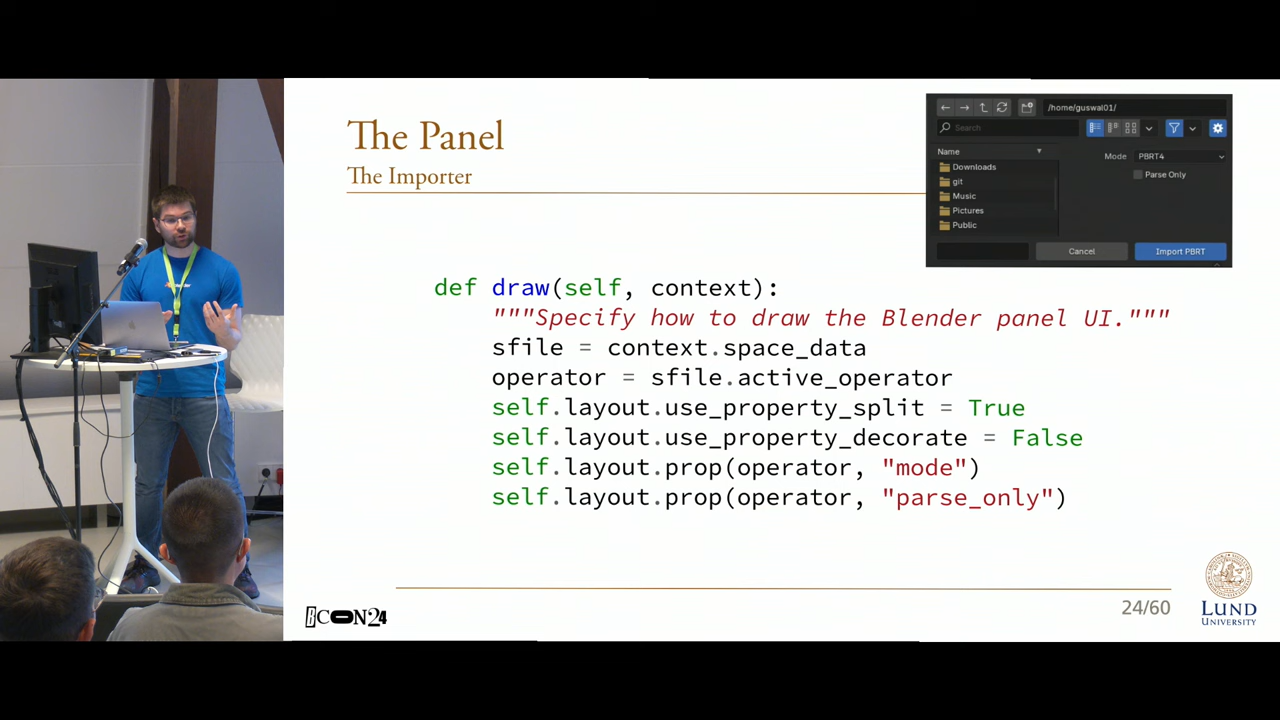 The Panel
The Importer
/home/guswal01/
Search
Name
Mode PBRT4
Downloads
Parse Only
git
Music
Pictures
Public
Cancel
Import PBRT
def draw(self, context):
"""Specify how to draw the Blender panel UI."""
sfile = context.space_data
operator = sfile.active_operator
self.layout.use_property_split = True
self.layout.use_property_decorate = False
self.layout.prop(operator, "mode")
self.layout.prop(operator, "parse_only")
BCON24
24/60
LUND
UNIVERSITY